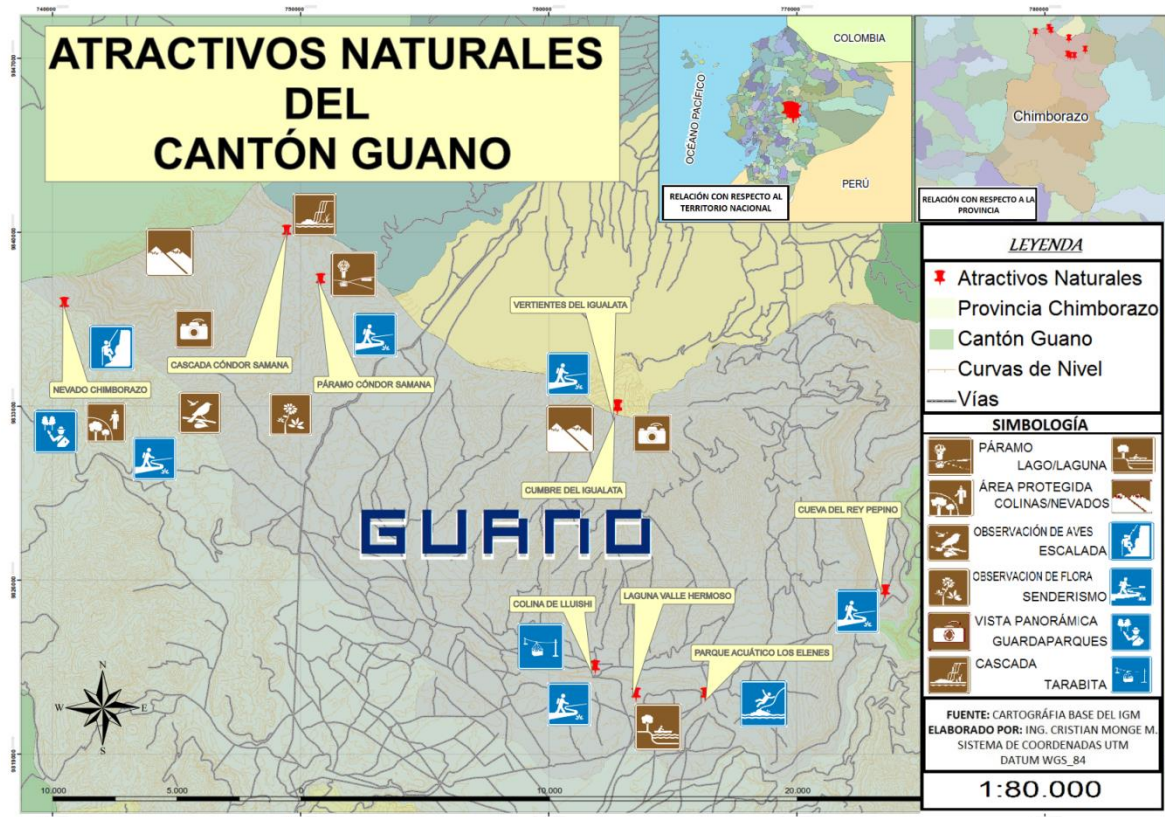 740000
750000
760000
770000
780000
ATRACTIVOS NATURALES
DEL
CANTÓN GUANO
COLOMBIA
OCÉANO PACÍFICO
PERÚ
RELACIÓN CON RESPECTO AL
TERRITORIO NACIONAL
Chimborazo
RELACIÓN CON RESPECTO A LA
PROVINCIA
9847000
9840000
9833000
9826000
9819000
VERTIENTES DEL IGUALATA
CASCADA CÓNDOR SAMANA
NEVADO CHIMBORAZO
PÁRAMO CÓNDOR SAMANA
CUMBRE DEL IGUALATA
CUEVA DEL REY PEPINO
GUANO
COLINA DE LLUISHI
LAGUNA VALLE HERMOSO
PARQUE ACUÁTICO LOS ELENES
N
W
E
S
10.000
5.000
0
10.000
20.000
LEYENDA
Atractivos Naturales
Provincia Chimborazo
Cantón Guano
Curvas de Nivel
Vías
SIMBOLOGÍA
PÁRAMO
LAGO/LAGUNA
ÁREA PROTEGIDA
COLINAS/NEVADOS
OBSERVACIÓN DE AVES
ESCALADA
OBSERVACION DE FLORA
SENDERISMO
VISTA PANORÁMICA
GUARDAPARQUES
CASCADA
TARABITA
FUENTE: CARTOGRÁFIA BASE DEL IGM
ELABORADO POR: ING. CRISTIAN MONGE M.
SISTEMA DE COORDENADAS UTM
DATUM WGS_84
1:80.000